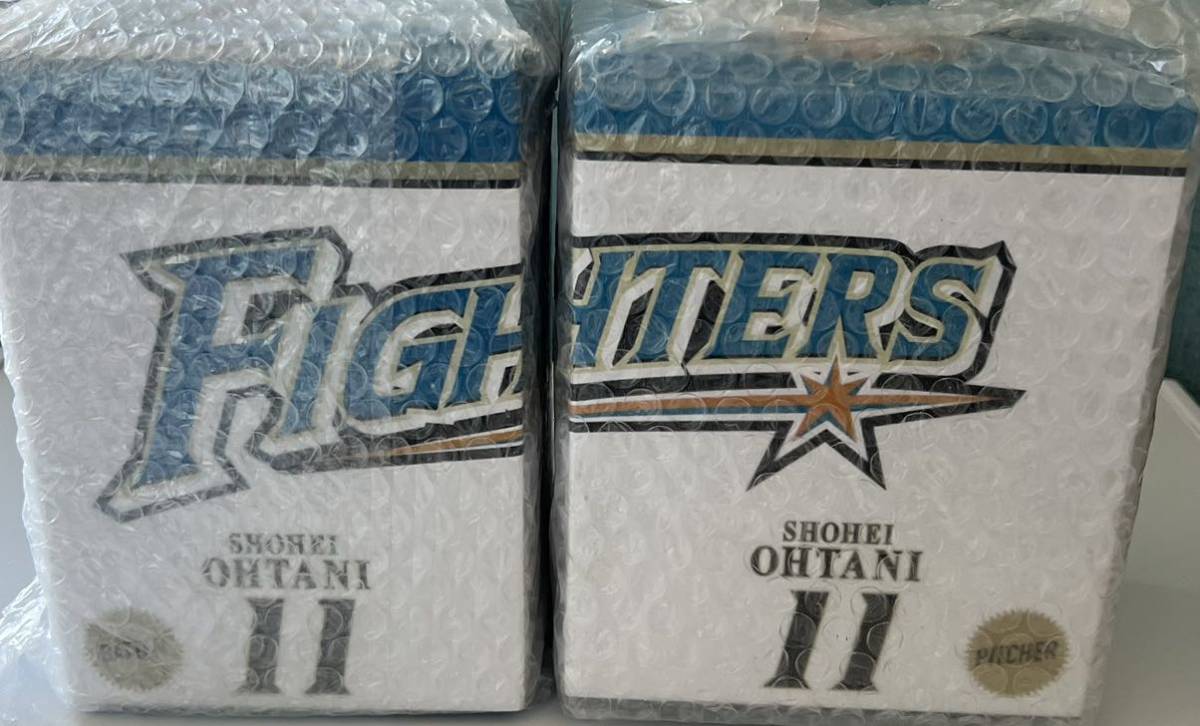 FIGHTERS
SHOHEI
OHTANI
11
SHOHEI
OHTANI
11
PITCHER